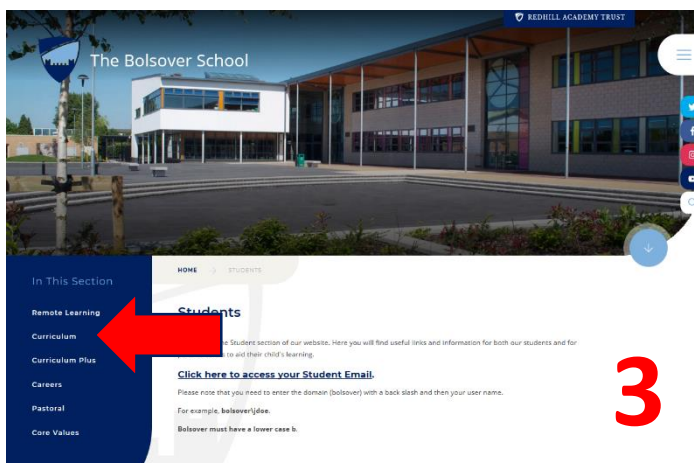 REDHILL ACADEMY TRUST
The Bolsover School
In This Section
Remote Learning
Curriculum
Curriculum Plus
Careers
Pastoral
Core Values
HOME → STUDENTS
Students
he Student section of our website. Here you will find useful links and information for both our students and for
s to aid their child's learning.
Click here to access your Student Email.
Please note that you need to enter the domain (bolsover) with a back slash and then your user name.
For example, bolsover\jdoe.
Bolsover must have a lower case b.
3